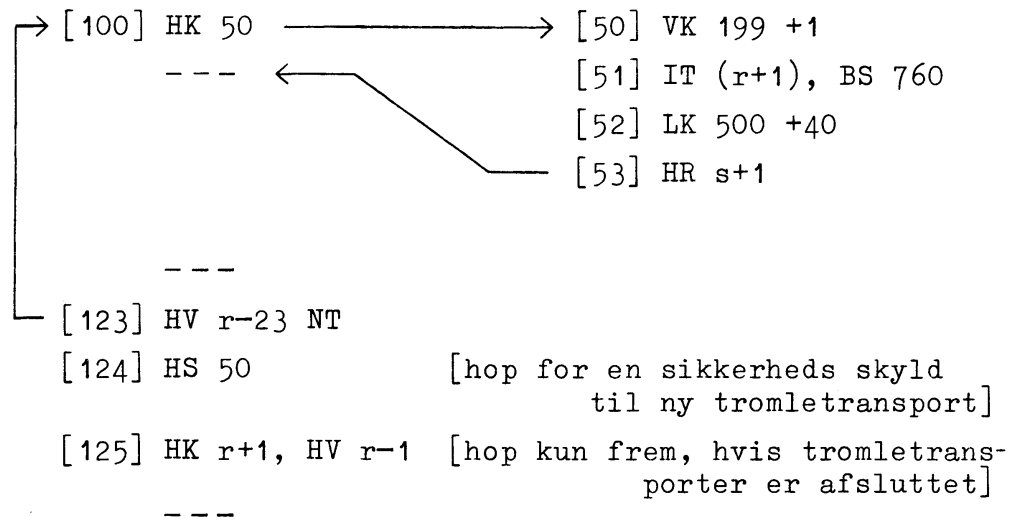 [100] HK 50 [50] VK 199 +1
--- [51] IT (r+1), BS 760
[52] LK 500 +40
[53] HR s+1
---
[123] HV r-23 NT
[124] HS 50 [hop for en sikkerheds skyld
til ny tromletransport]
[125] HK r+1, HV r-1 [hop kun frem, hvis tromletrans-
porter er afsluttet]
---